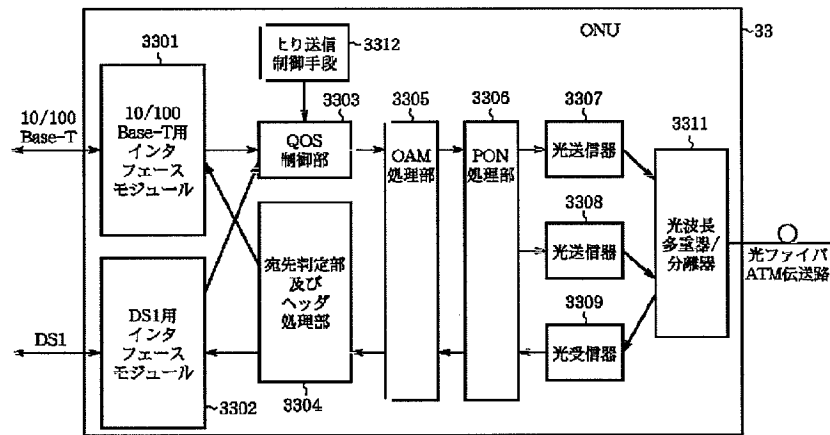 ONU
33
3301
上り送信
制御手段
3312
10/100
Base-T
10/100
Base-T用
インタ
フェース
モジュール
3303
QOS
制御部
3305
OAM
処理部
3306
PON
処理部
3307
光送信器
3308
光送信器
3309
光受信器
3311
光波長
多重器/
分離器
光ファイバ
ATM伝送路
宛先判定部
及び
ヘッダ
処理部
3304
DS1
DS1用
インタ
フェース
モジュール
3302